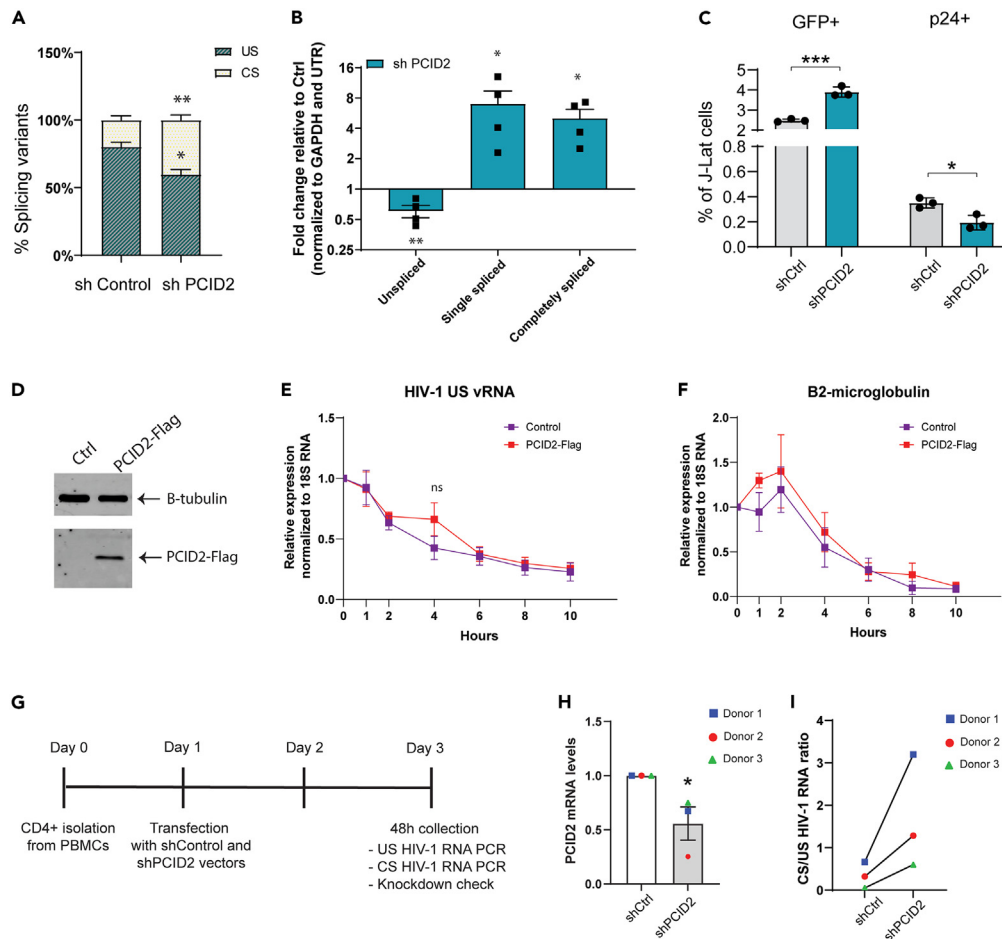 A
150%
100%
50%
0%
% Splicing variants
US
CS
**
*
sh Control
sh PCID2
B
16
8
4
2
1
0.5
0.25
Fold change relative to Ctrl
(normalized to GAPDH and UTR)
sh PCID2
*
*
**
Unspliced
Single spliced
Completely spliced
C
GFP+
p24+
5
4
3
2
0.8
0.6
0.4
0.2
0.0
% of J-Lat cells
***
*
shCtrl
shPCID2
shCtrl
shPCID2
D
Ctrl
PCID2-Flag
B-tubulin
PCID2-Flag
E
HIV-1 US vRNA
1.5
1.0
0.5
0.0
Relative expression
normalized to 18S RNA
Control
PCID2-Flag
ns
0 1 2 4 6 8 10
Hours
F
B2-microglobulin
2.0
1.5
1.0
0.5
0.0
Relative expression
normalized to 18S RNA
Control
PCID2-Flag
0 1 2 4 6 8 10
Hours
G
Day 0
Day 1
Day 2
Day 3
CD4+ isolation
from PBMCs
Transfection
with shControl and
shPCID2 vectors
48h collection
- US HIV-1 RNA PCR
- CS HIV-1 RNA PCR
- Knockdown check
H
Donor 1
Donor 2
Donor 3
1.5
1.0
0.5
0.0
PCID2 mRNA levels
*
shCtrl
shPCID2
I
Donor 1
Donor 2
Donor 3
4
3
2
1
0
CS/US HIV-1 RNA ratio
shCtrl
shPCID2